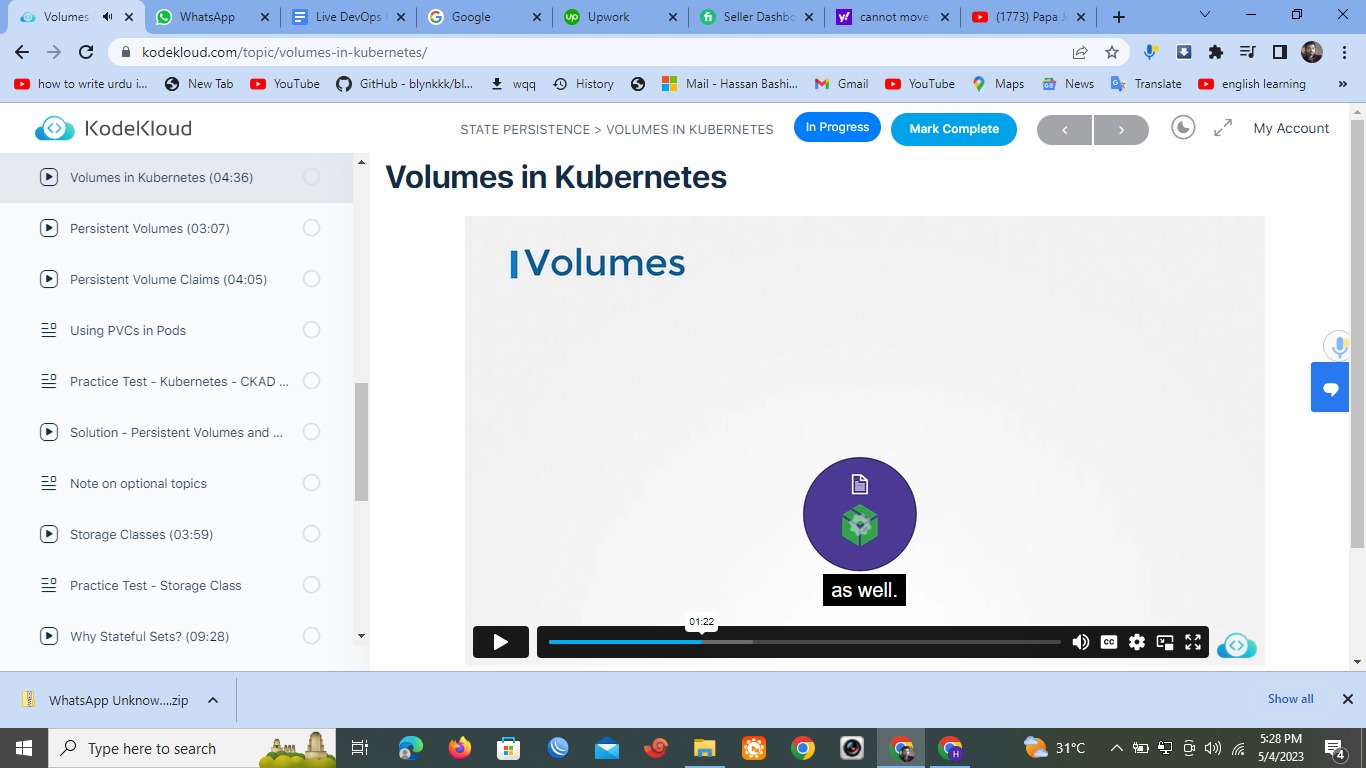 Volumes
WhatsApp
Live DevOps
Google
Upwork
Seller Dashbo
cannot move
(1773) Papa J
kodekloud.com/topic/volumes-in-kubernetes/
how to write urdu i...
New Tab
YouTube
GitHub - blynkkk/bl...
wqq
History
Mail - Hassan Bashi...
Gmail
YouTube
Maps
News
Translate
english learning
»
KodeKloud
STATE PERSISTENCE > VOLUMES IN KUBERNETES
In Progress
Mark Complete
My Account
Volumes in Kubernetes (04:36)
Persistent Volumes (03:07)
Persistent Volume Claims (04:05)
Using PVCs in Pods
Practice Test - Kubernetes - CKAD ...
Solution - Persistent Volumes and ...
Note on optional topics
Storage Classes (03:59)
Practice Test - Storage Class
Why Stateful Sets? (09:28)
Volumes in Kubernetes
Volumes
as well.
01:22
CC
WhatsApp Unknow....zip
Show all
Type here to search
H
31°C
5:28 PM
5/4/2023
4